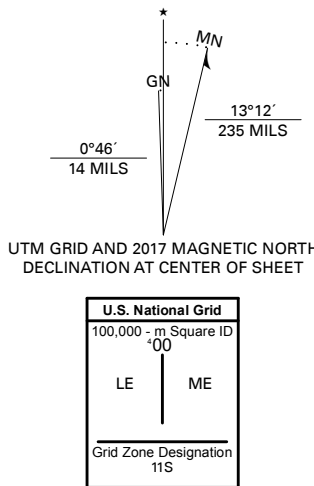 ★
MN
GN
13°12´
235 MILS
0°46´
14 MILS
UTM GRID AND 2017 MAGNETIC NORTH
DECLINATION AT CENTER OF SHEET
U.S. National Grid
100,000 - m Square ID
⁴00
LE ME
Grid Zone Designation
11S